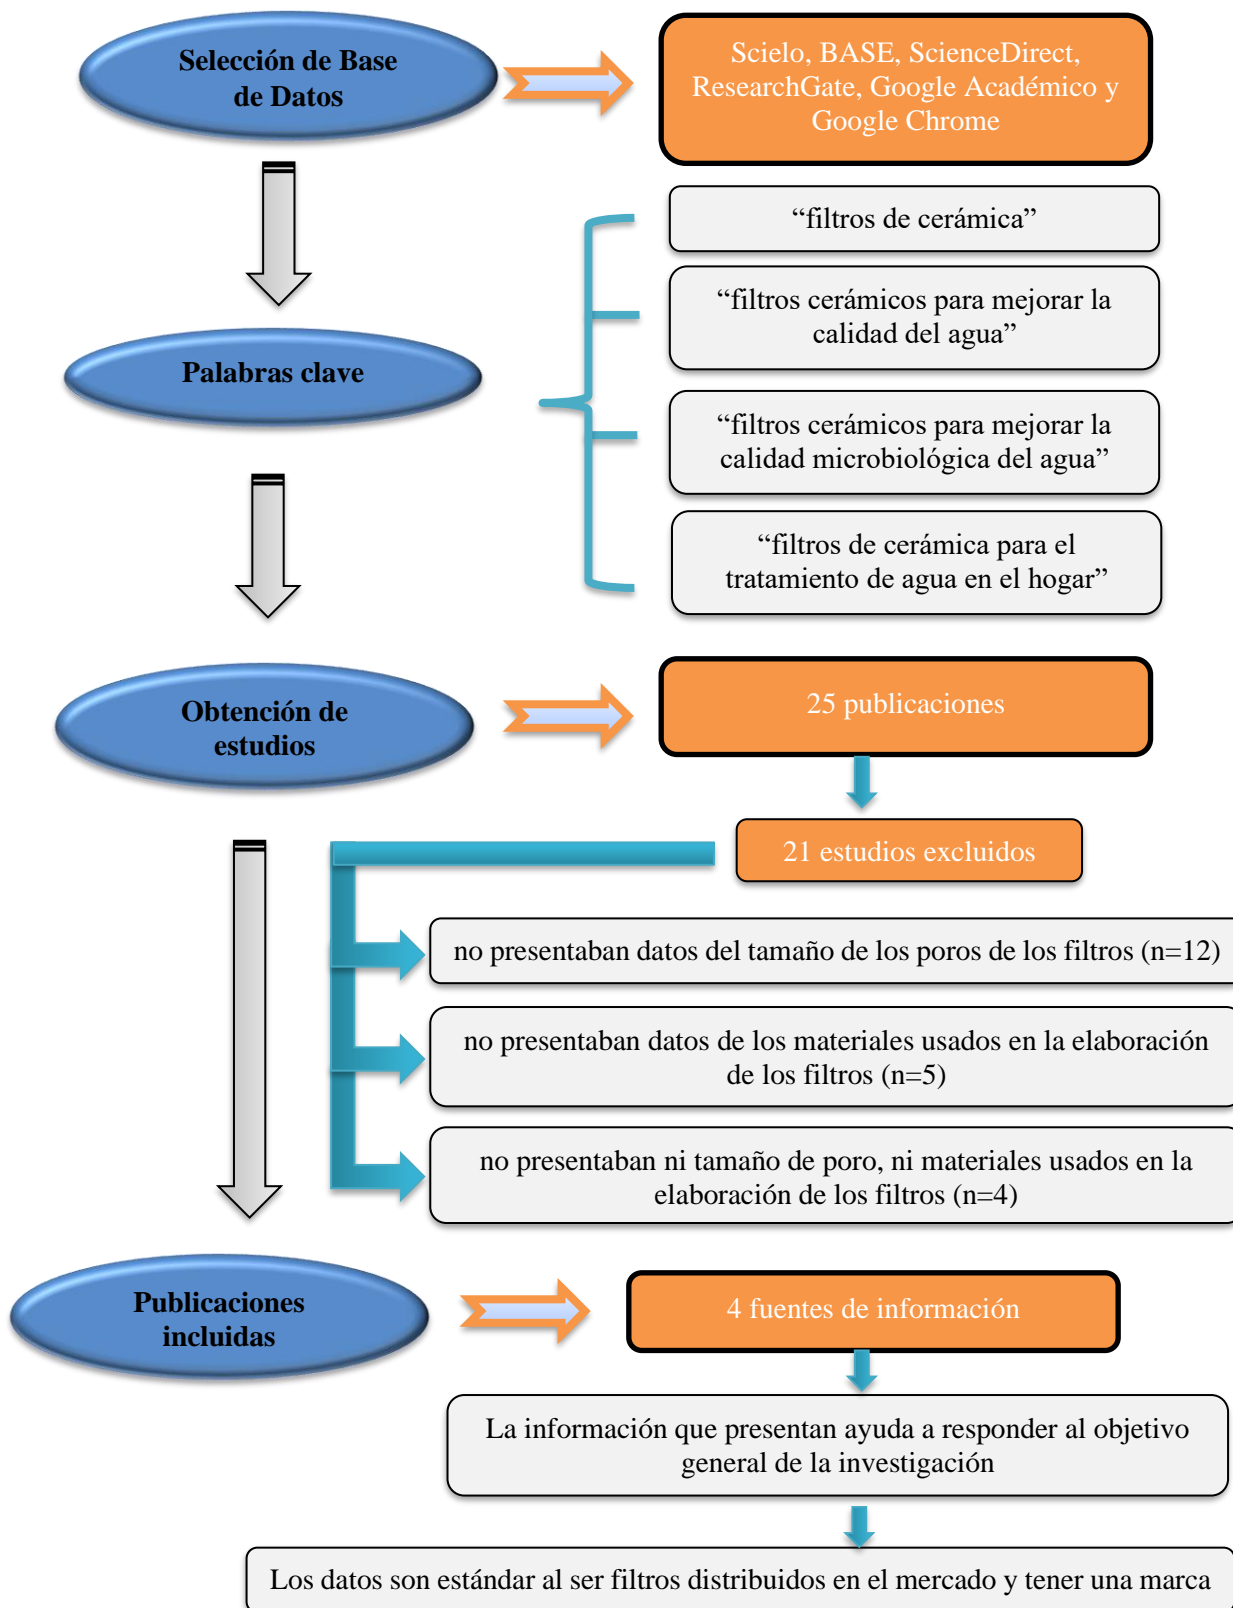 Selección de Base
de Datos
Scielo, BASE, ScienceDirect,
ResearchGate, Google Académico y
Google Chrome
“filtros de cerámica”
“filtros cerámicos para mejorar la
calidad del agua”
Palabras clave
“filtros cerámicos para mejorar la
calidad microbiológica del agua”
“filtros de cerámica para el
tratamiento de agua en el hogar”
Obtención de
estudios
25 publicaciones
21 estudios excluidos
no presentaban datos del tamaño de los poros de los filtros (n=12)
no presentaban datos de los materiales usados en la elaboración
de los filtros (n=5)
no presentaban ni tamaño de poro, ni materiales usados en la
elaboración de los filtros (n=4)
Publicaciones
incluidas
4 fuentes de información
La información que presentan ayuda a responder al objetivo
general de la investigación
Los datos son estándar al ser filtros distribuidos en el mercado y tener una marca